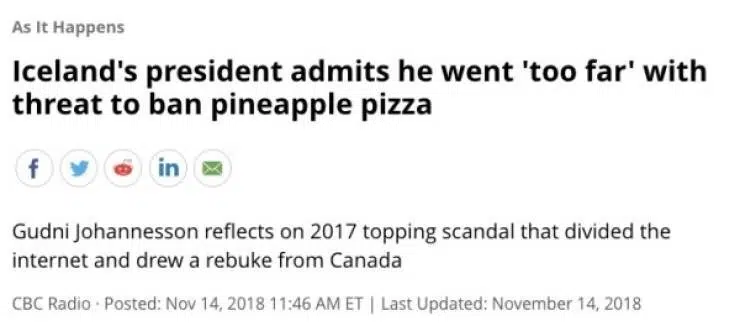 As It Happens
Iceland's president admits he went 'too far' with
threat to ban pineapple pizza
f
in
Gudni Johannesson reflects on 2017 topping scandal that divided the
internet and drew a rebuke from Canada
CBC Radio · Posted: Nov 14, 2018 11:46 AM ET | Last Updated: November 14, 2018